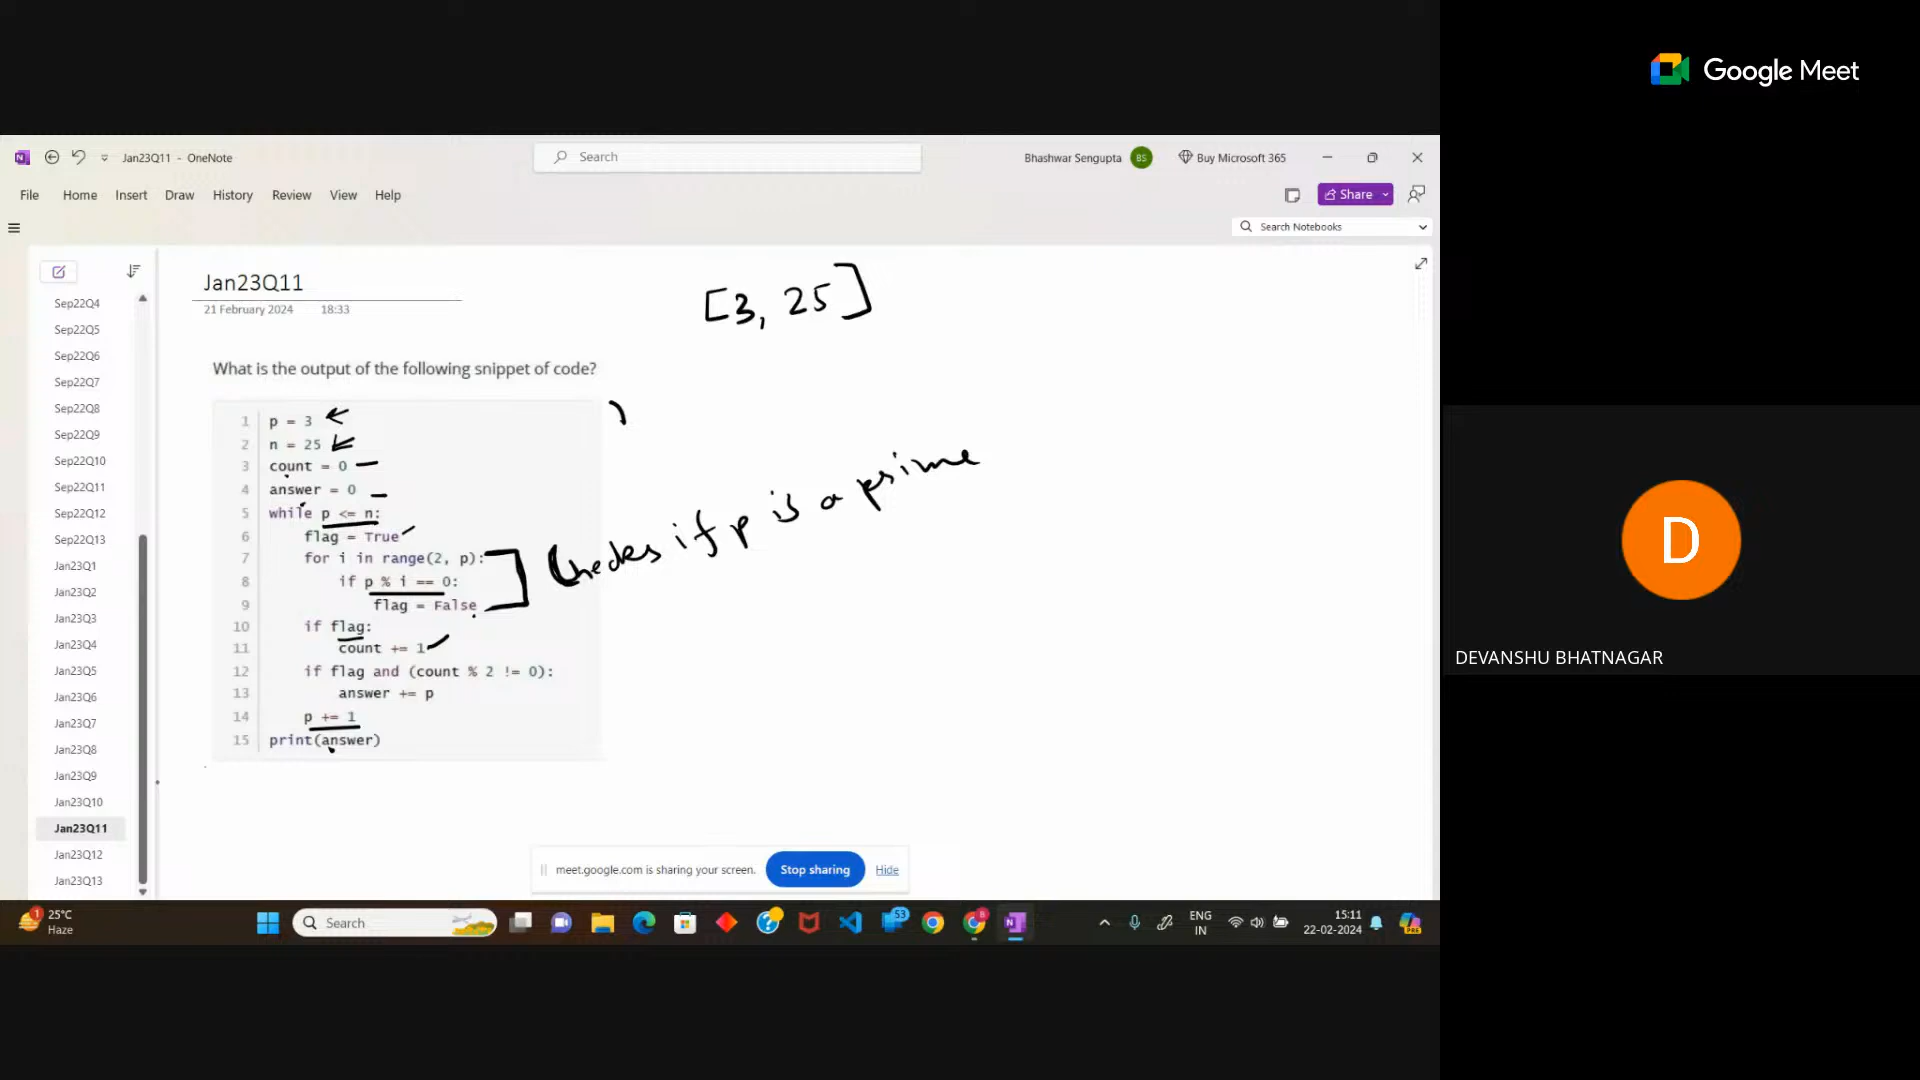 Google Meet
Jan23Q11 - OneNote
Search
Bhashwar Sengupta
BS
Buy Microsoft 365
File
Home
Insert
Draw
History
Review
View
Help
Share
Search Notebooks
Sep22Q4
Sep22Q5
Sep22Q6
Sep22Q7
Sep22Q8
Sep22Q9
Sep22Q10
Sep22Q11
Sep22Q12
Sep22Q13
Jan23Q1
Jan23Q2
Jan23Q3
Jan23Q4
Jan23Q5
Jan23Q6
Jan23Q7
Jan23Q8
Jan23Q9
Jan23Q10
Jan23Q11
Jan23Q12
Jan23Q13
Jan23Q11
21 February 2024 18:33
[3, 25]
What is the output of the following snippet of code?
1 p = 3
2 n = 25
3 count = 0
4 answer = 0
5 while p <= n:
6 flag = True
7 for i in range(2, p):
8 if p % i == 0:
9 flag = False
10 if flag:
11 count += 1
12 if flag and (count % 2 != 0):
13 answer += p
14 p += 1
15 print(answer)
Checks if p is a prime
meet.google.com is sharing your screen.
Stop sharing
Hide
D
DEVANSHU BHATNAGAR
1
25°C
Haze
Search
53
ENG
IN
15:11
22-02-2024